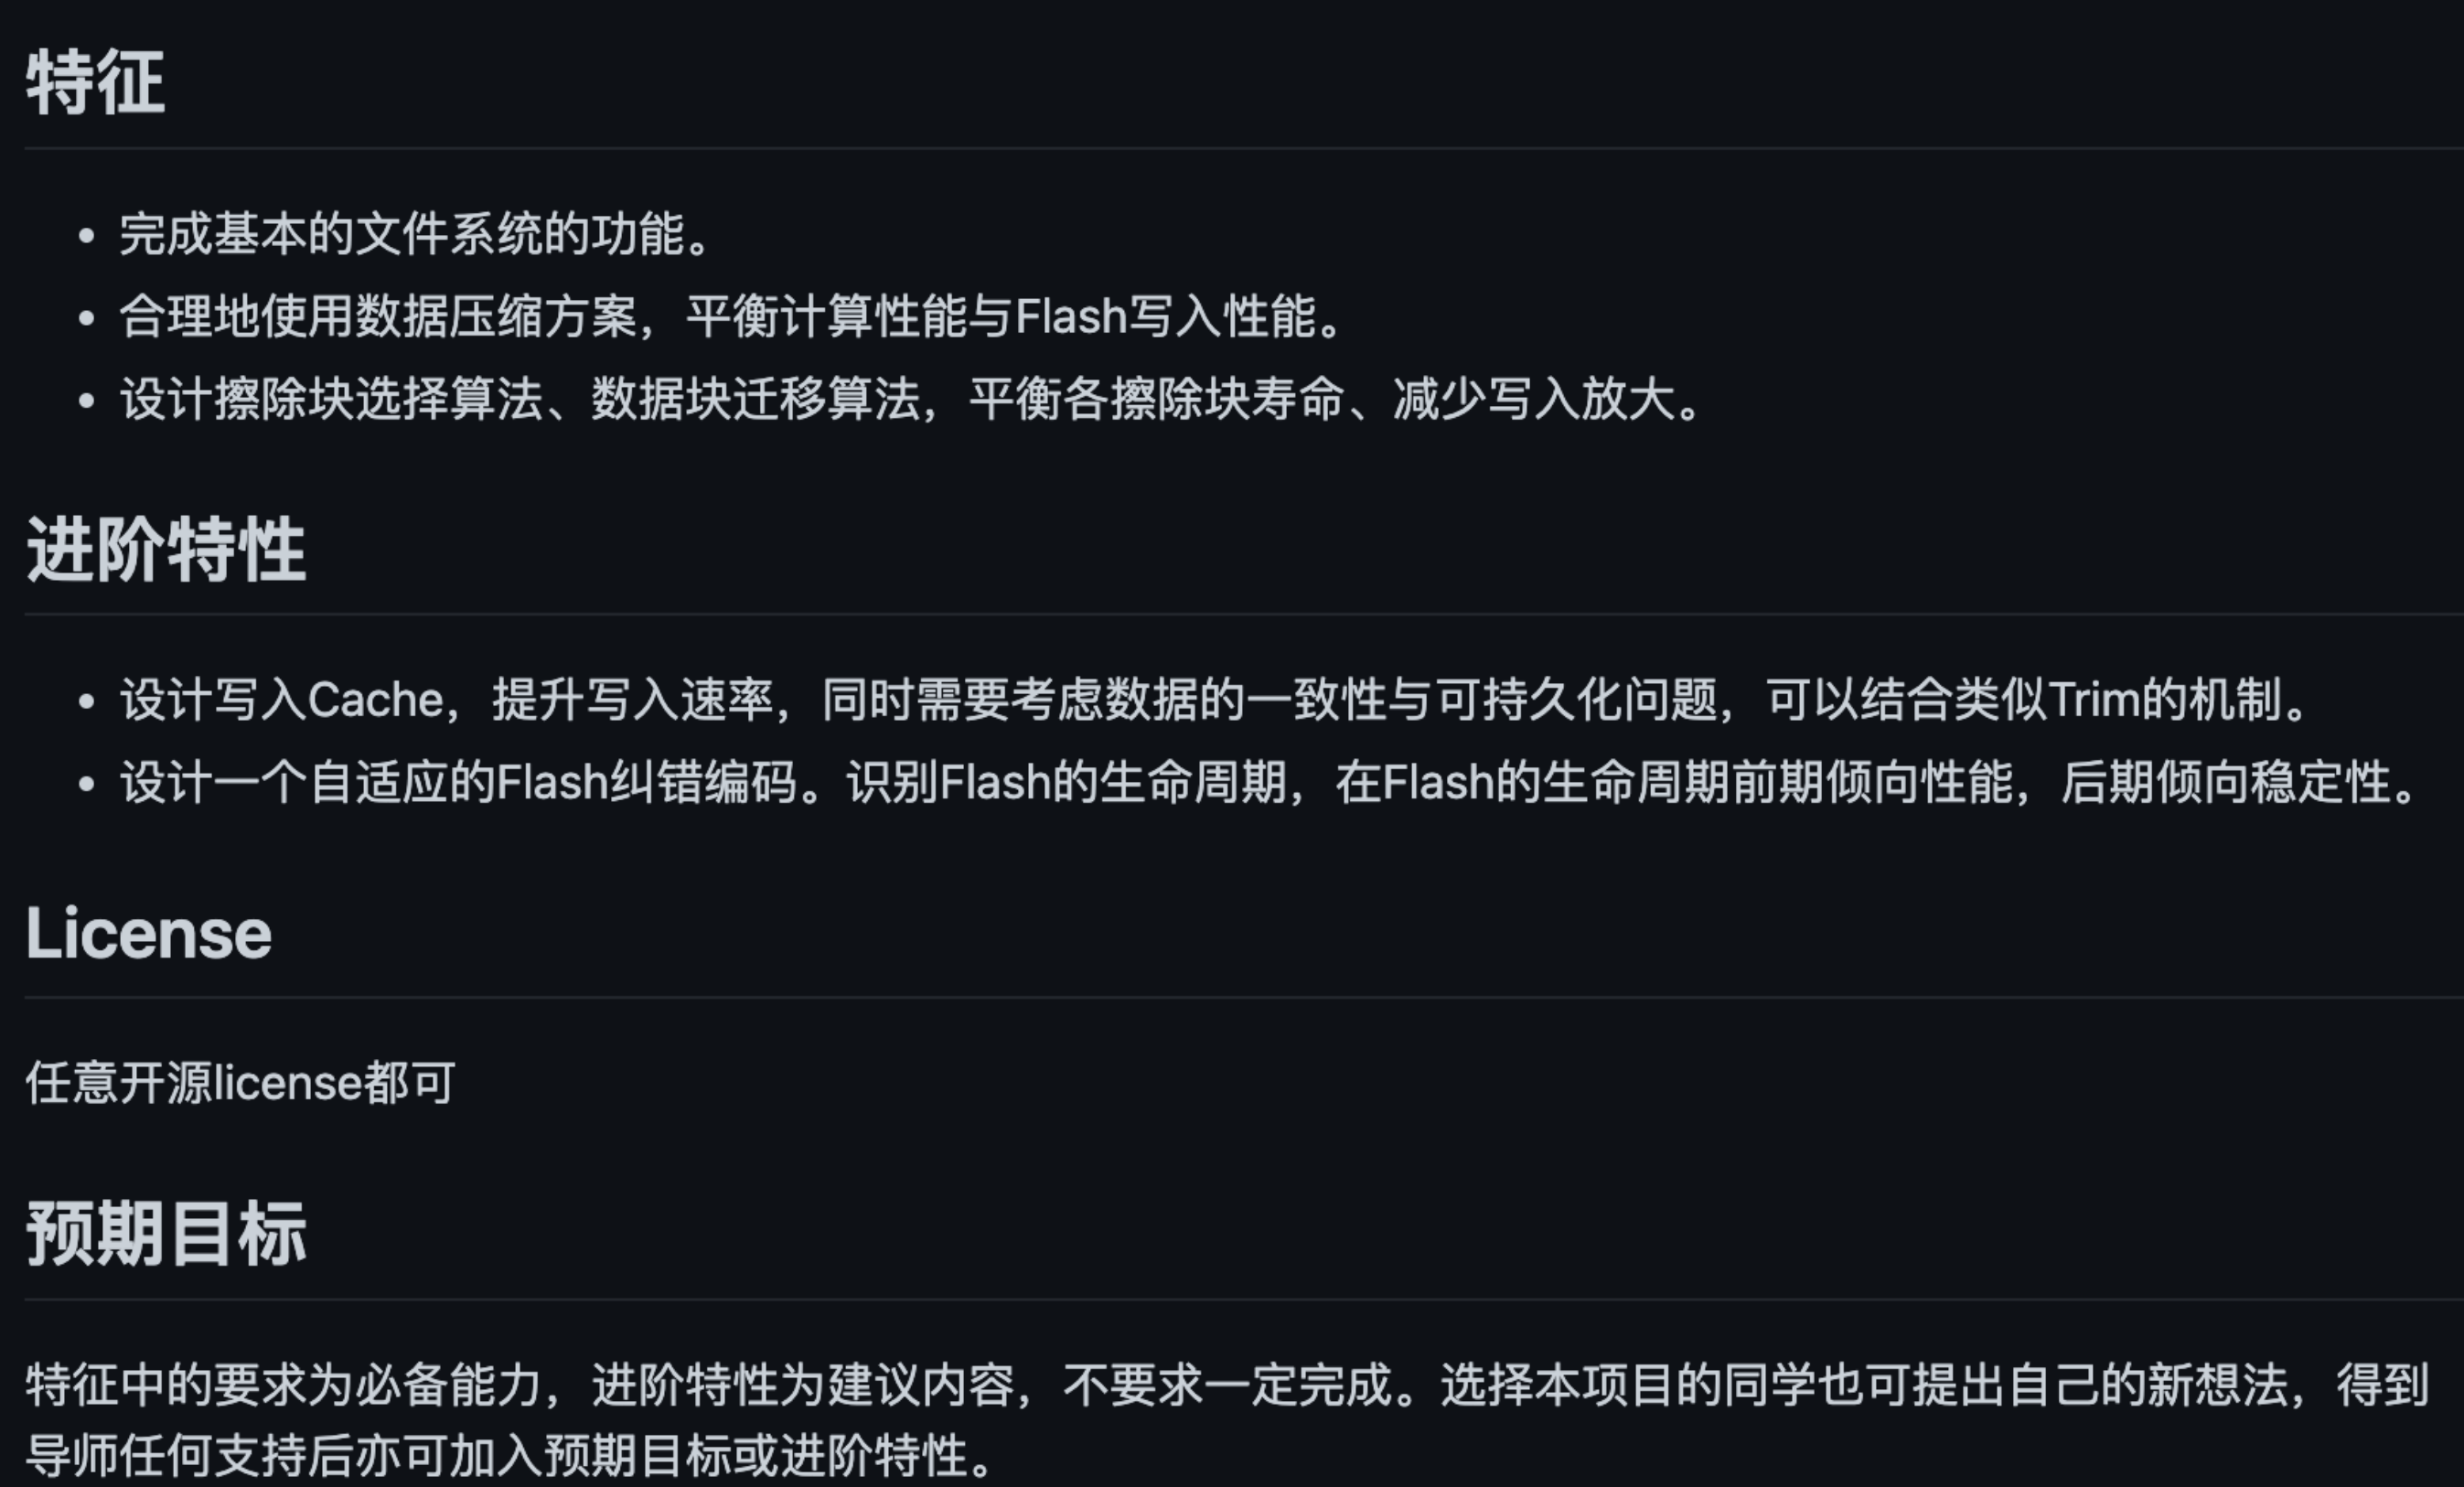 特征
完成基本的文件系统的功能。
合理地使用数据压缩方案，平衡计算性能与Flash写入性能。
设计擦除块选择算法、数据块迁移算法，平衡各擦除块寿命、减少写入放大。
进阶特性
设计写入Cache，提升写入速率，同时需要考虑数据的一致性与可持久化问题，可以结合类似Trim的机制。
设计一个自适应的Flash纠错编码。识别Flash的生命周期，在Flash的生命周期前期倾向性能，后期倾向稳定性。
License
任意开源license都可
预期目标
特征中的要求为必备能力，进阶特性为建议内容，不要求一定完成。选择本项目的同学也可提出自己的新想法，得到
导师任何支持后亦可加入预期目标或进阶特性。